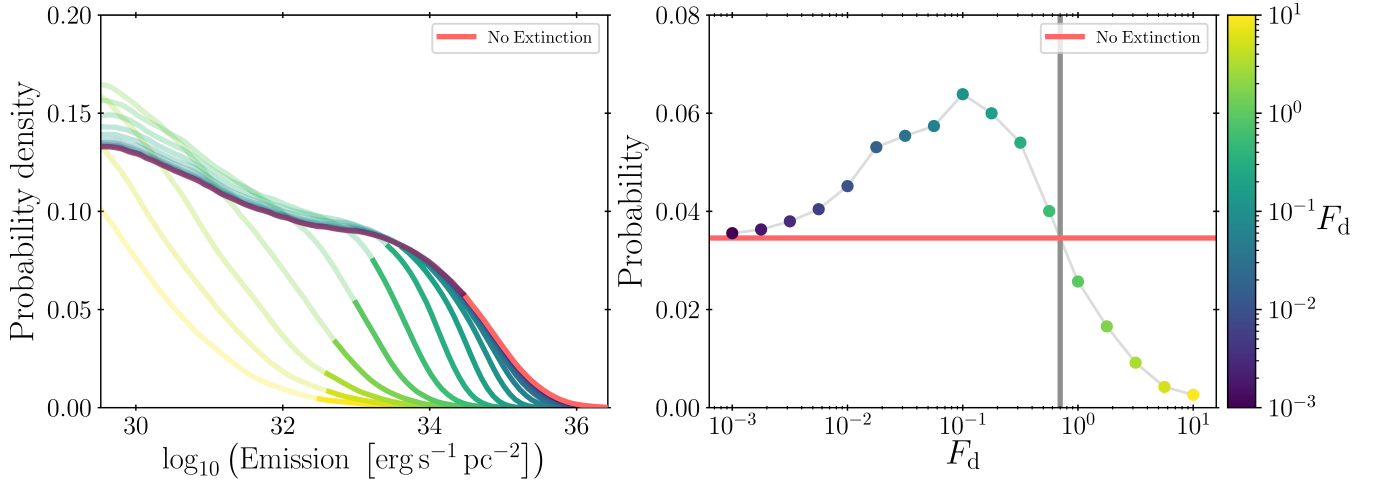 0.20
0.15
0.10
0.05
0.00
Probability density
No Extinction
30 32 34 36
log₁₀ (Emission [erg s⁻¹ pc⁻²])
0.08
0.06
0.04
0.02
0.00
Probability
No Extinction
10⁻³ 10⁻² 10⁻¹ 10⁰ 10¹
F_d
10¹
10⁰
10⁻¹
10⁻²
10⁻³
F_d